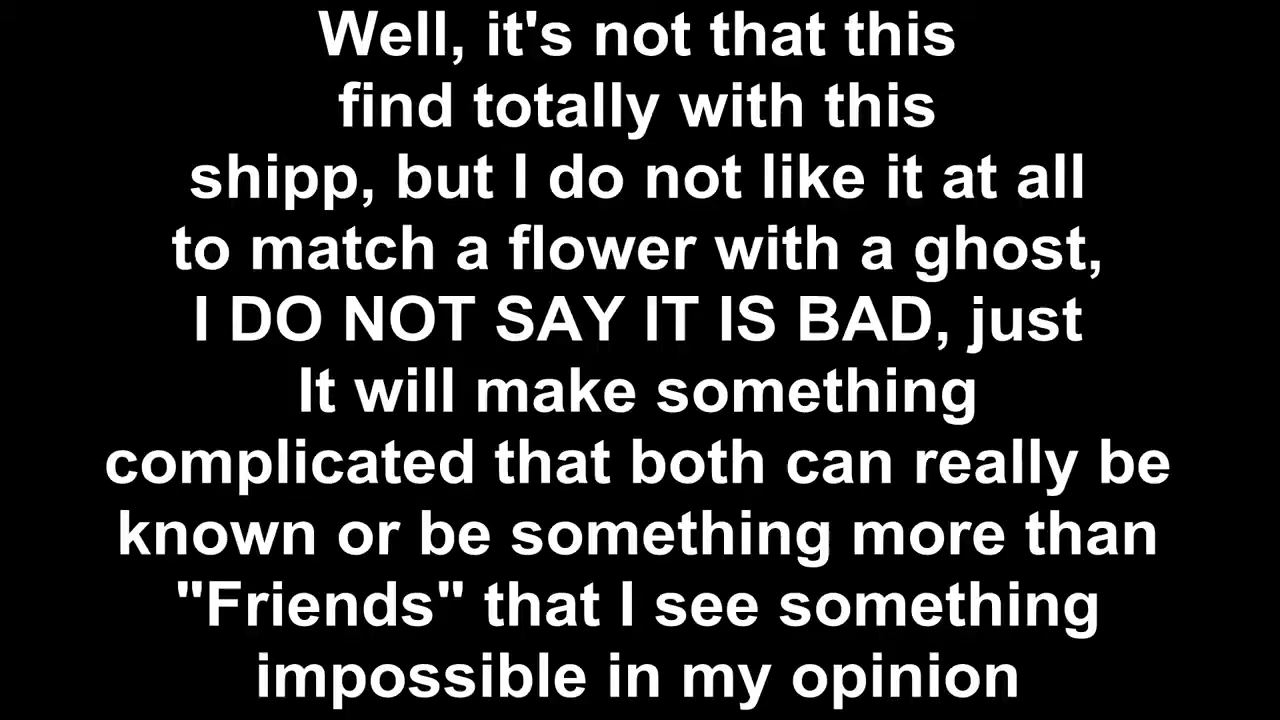 Well, it's not that this
find totally with this
shipp, but I do not like it at all
to match a flower with a ghost,
I DO NOT SAY IT IS BAD, just
It will make something
complicated that both can really be
known or be something more than
"Friends" that I see something
impossible in my opinion